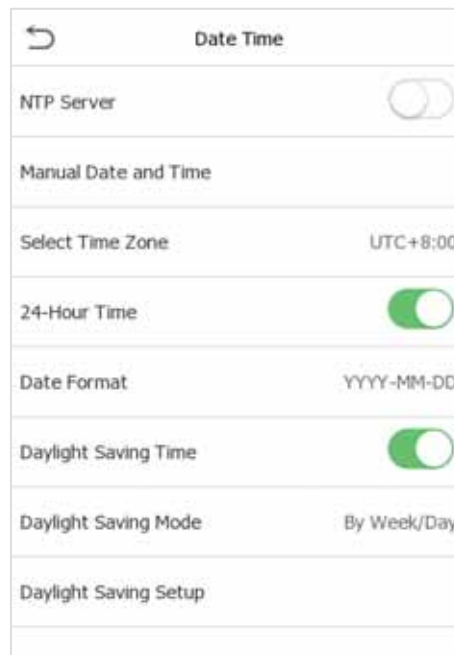 Date Time
NTP Server
Manual Date and Time
Select Time Zone UTC+8:00
24-Hour Time
Date Format YYYY-MM-DD
Daylight Saving Time
Daylight Saving Mode By Week/Day
Daylight Saving Setup